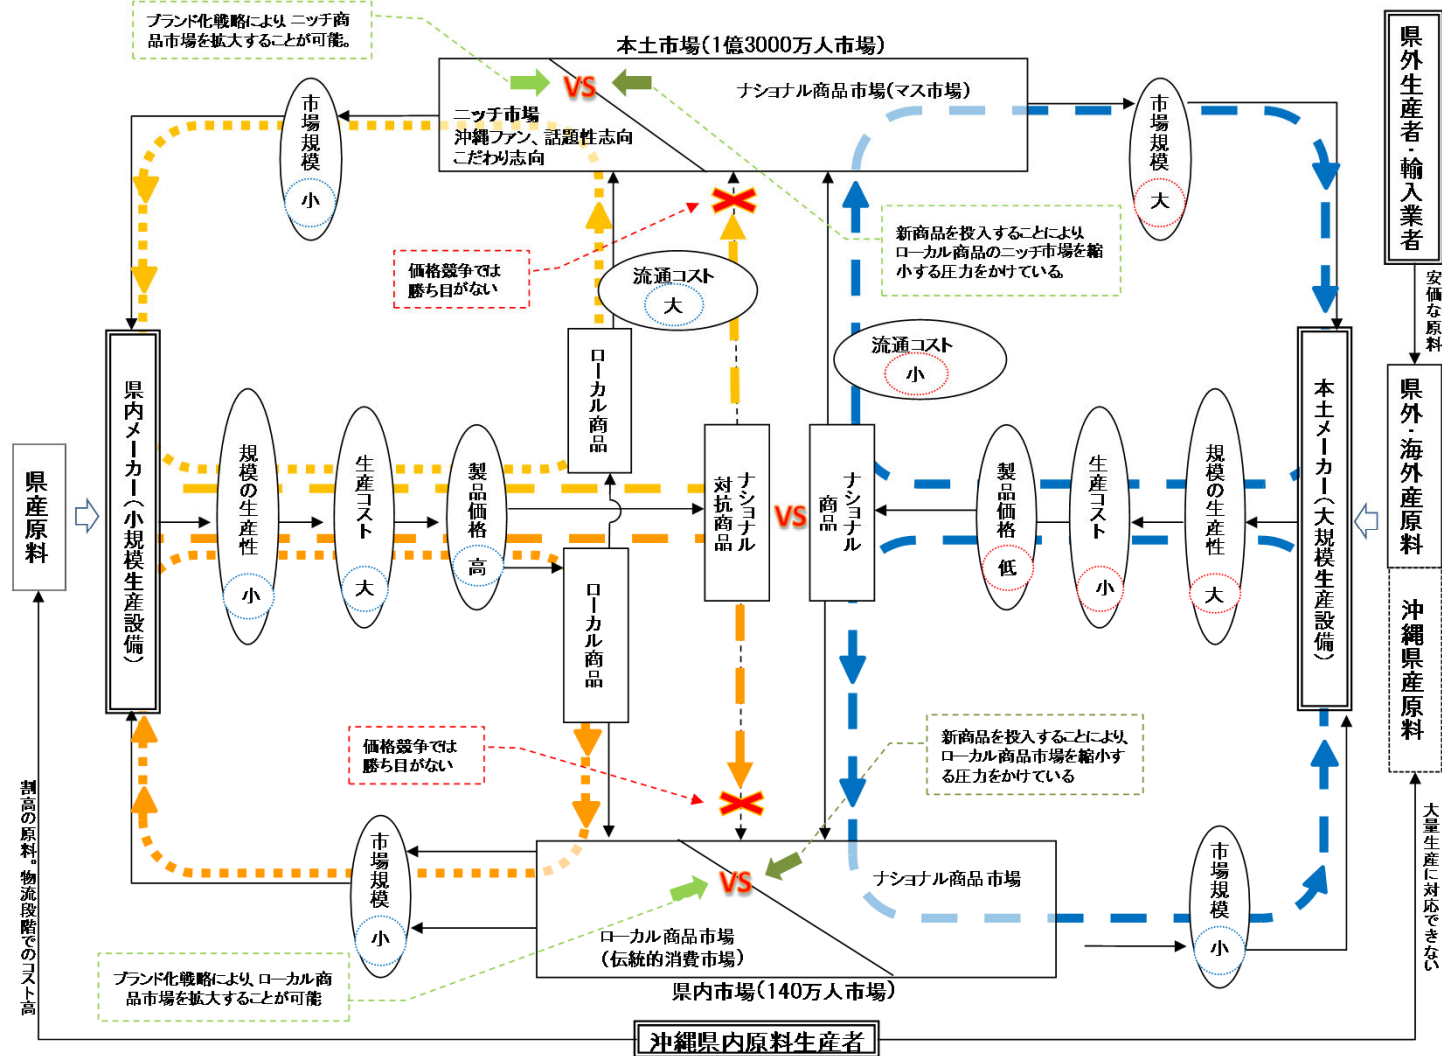 ブランド化戦略により、ニッチ商
品市場を拡大することが可能。
本土市場(1億3000万人市場)
ナショナル商品市場(マス市場)
VS
ニッチ市場
沖縄ファン、話題性志向
こだわり志向
市場規模
小
市場規模
大
県外生産者・輸入業者
安価な原料
価格競争では
勝ち目がない
新商品を投入することにより、
ローカル商品のニッチ市場を縮
小する圧力をかけている。
流通コスト
大
流通コスト
小
県産原料
県内メーカー(小規模生産設備)
規模の生産性
小
生産コスト
大
製品価格
高
ローカル商品
ローカル商品
ナショナル
対抗商品
VS
ナショナル
商品
製品価格
低
生産コスト
小
規模の生産性
大
本土メーカー(大規模生産設備)
県外・海外産原料
沖縄県産原料
価格競争では
勝ち目がない
新商品を投入することにより、
ローカル商品市場を縮小す
る圧力をかけている
割高の原料。物流段階でのコスト高
大量生産に対応できない
市場規模
小
VS
ナショナル商品市場
ローカル商品市場
(伝統的消費市場)
市場規模
小
ブランド化戦略により、ローカル商
品市場を拡大することが可能
県内市場(140万人市場)
沖縄県内原料生産者